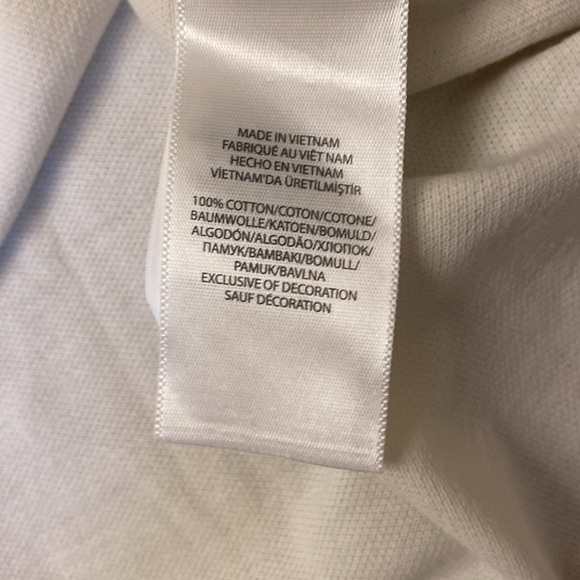 MADE IN VIETNAM
FABRIQUÉ AU VIÊT NAM
HECHO EN VIETNAM
VİETNAM'DA ÜRETİLMİŞTİR
100% COTTON/COTON/COTONE/
BAUMWOLLE/KATOEN/BOMULD/
ALGODÓN/ALGODÃO/ХЛОПОК/
ПАМУК/BAMBAKI/BOMULL/
PAMUK/BAVLNA
EXCLUSIVE OF DECORATION
SAUF DÉCORATION